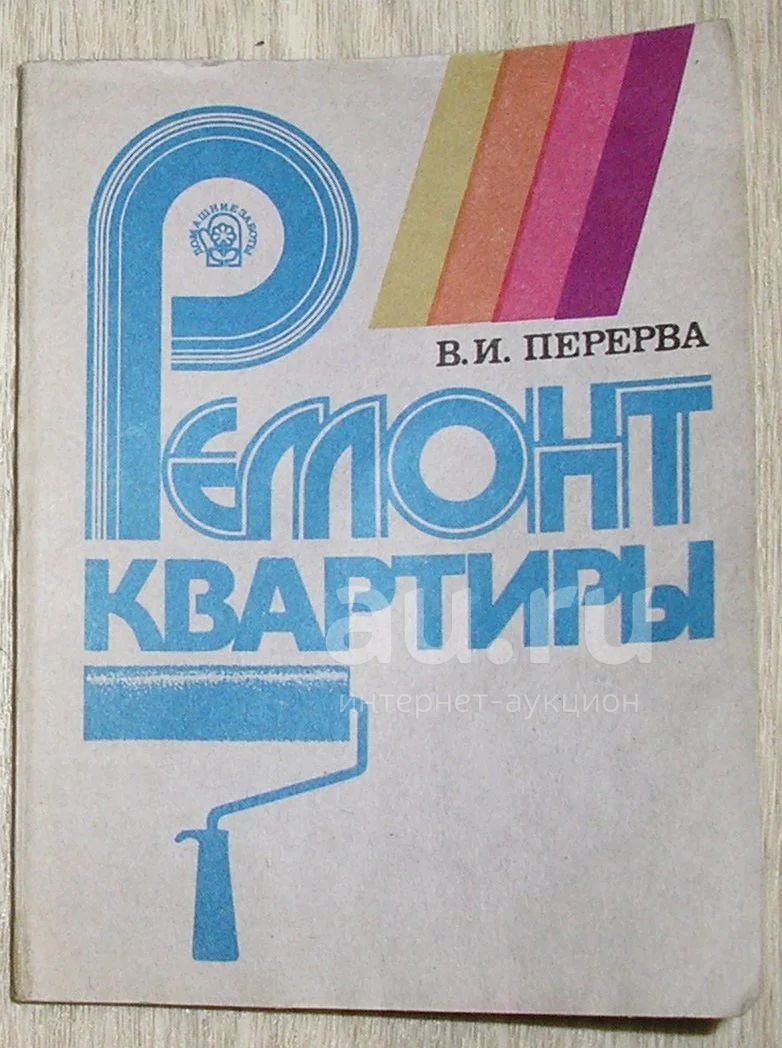 ДОМАШНИЕ ЗАБОТЫ
В.И. ПЕРЕРВА
РЕМОНТ
КВАРТИРЫ
au.ru
интернет-аукцион